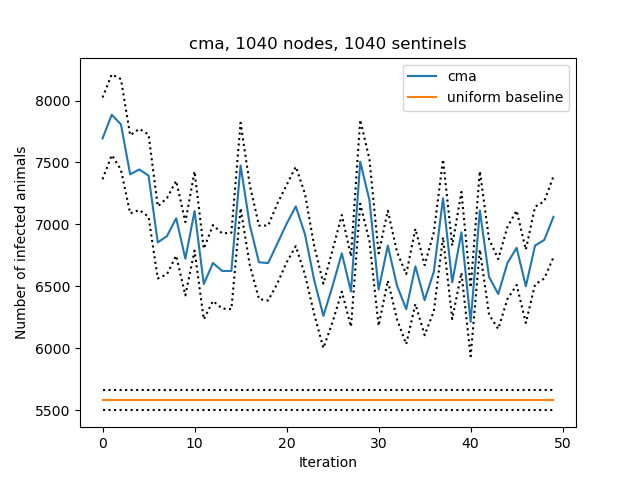 cma, 1040 nodes, 1040 sentinels
cma
uniform baseline
Number of infected animals
8000
7500
7000
6500
6000
5500
0 10 20 30 40 50
Iteration